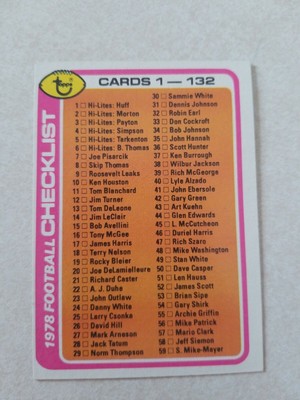 topps
CARDS 1 — 132
1978 FOOTBALL CHECKLIST
1 Hi-Lites: Huff
2 Hi-Lites: Morton
3 Hi-Lites: Payton
4 Hi-Lites: Simpson
5 Hi-Lites: Tarkenton
6 Hi-Lites: B. Thomas
7 Joe Pisarcik
8 Skip Thomas
9 Roosevelt Leaks
10 Ken Houston
11 Tom Blanchard
12 Jim Turner
13 Tom DeLeone
14 Jim LeClair
15 Bob Avellini
16 Tony McGee
17 James Harris
18 Terry Nelson
19 Rocky Bleier
20 Joe DeLamielleure
21 Richard Caster
22 A. J. Duhe
23 John Outlaw
24 Danny White
25 Larry Csonka
26 David Hill
27 Mark Arneson
28 Jack Tatum
29 Norm Thompson
30 Sammie White
31 Dennis Johnson
32 Robin Earl
33 Don Cockroft
34 Bob Johnson
35 John Hannah
36 Scott Hunter
37 Ken Burrough
38 Wilbur Jackson
39 Rich McGeorge
40 Lyle Alzado
41 John Ebersole
42 Gary Green
43 Art Kuehn
44 Glen Edwards
45 L. McCutcheon
46 Duriel Harris
47 Rich Szaro
48 Mike Washington
49 Stan White
50 Dave Casper
51 Len Hauss
52 James Scott
53 Brian Sipe
54 Gary Shirk
55 Archie Griffin
56 Mike Patrick
57 Mario Clark
58 Jeff Siemon
59 S. Mike-Mayer